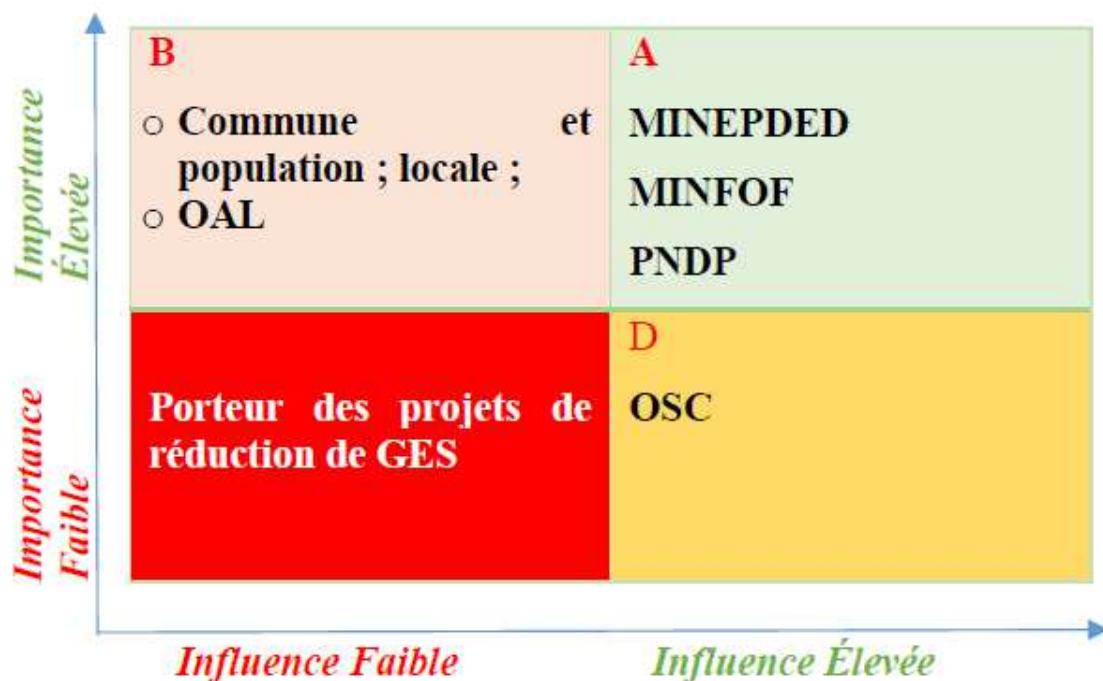 Importance
Élevée
B
○ Commune et
population ; locale ;
○ OAL
A
MINEPDED
MINFOF
PNDP
Importance
Faible
Porteur des projets de
réduction de GES
D
OSC
Influence Faible
Influence Élevée